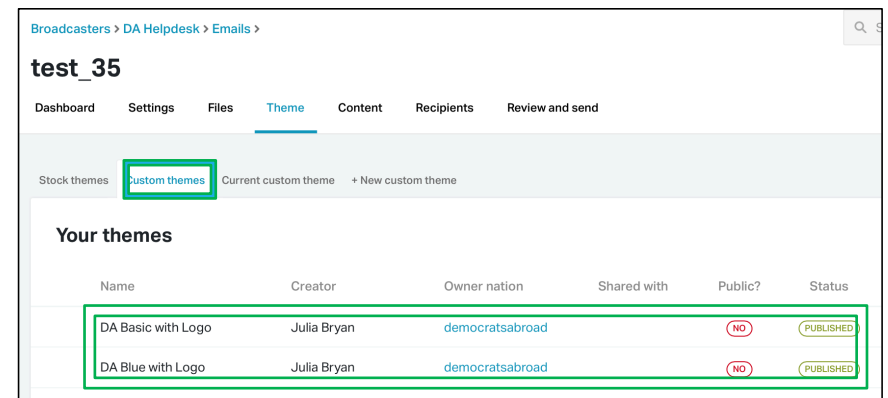 Broadcasters > DA Helpdesk > Emails >
test_35
Dashboard Settings Files Theme Content Recipients Review and send
Stock themes Custom themes Current custom theme + New custom theme
Your themes
Name Creator Owner nation Shared with Public? Status
DA Basic with Logo Julia Bryan democratsabroad NO PUBLISHED
DA Blue with Logo Julia Bryan democratsabroad NO PUBLISHED